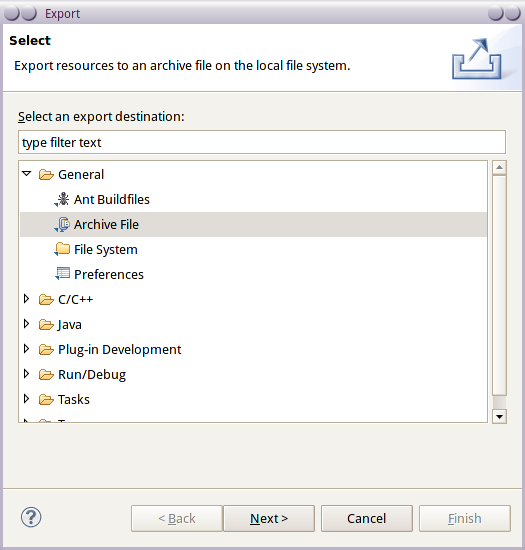 Export
Select
Export resources to an archive file on the local file system.
Select an export destination:
type filter text
General
Ant Buildfiles
Archive File
File System
Preferences
C/C++
Java
Plug-in Development
Run/Debug
Tasks
?
< Back
Next >
Cancel
Finish